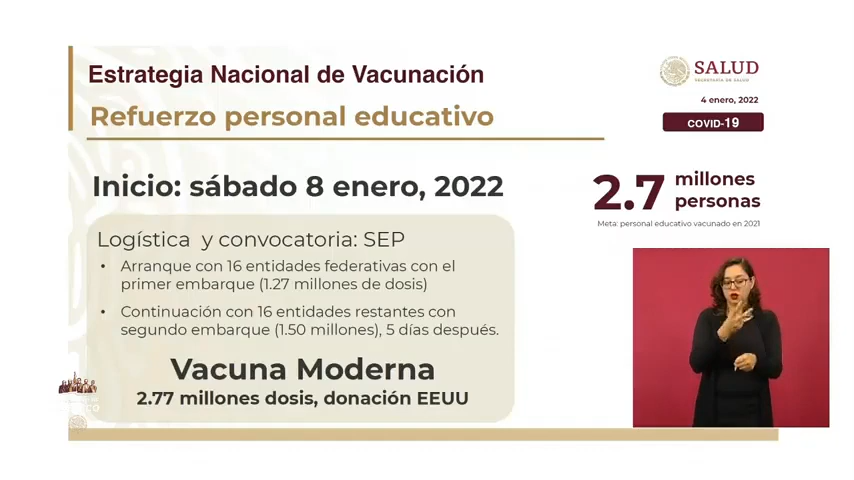 Estrategia Nacional de Vacunación
Refuerzo personal educativo
SALUD
SECRETARÍA DE SALUD
4 enero, 2022
COVID-19
Inicio: sábado 8 enero, 2022
2.7 millones
personas
Meta: personal educativo vacunado en 2021
Logística y convocatoria: SEP
• Arranque con 16 entidades federativas con el
primer embarque (1.27 millones de dosis)
• Continuación con 16 entidades restantes con
segundo embarque (1.50 millones), 5 días después.
Vacuna Moderna
2.77 millones dosis, donación EEUU